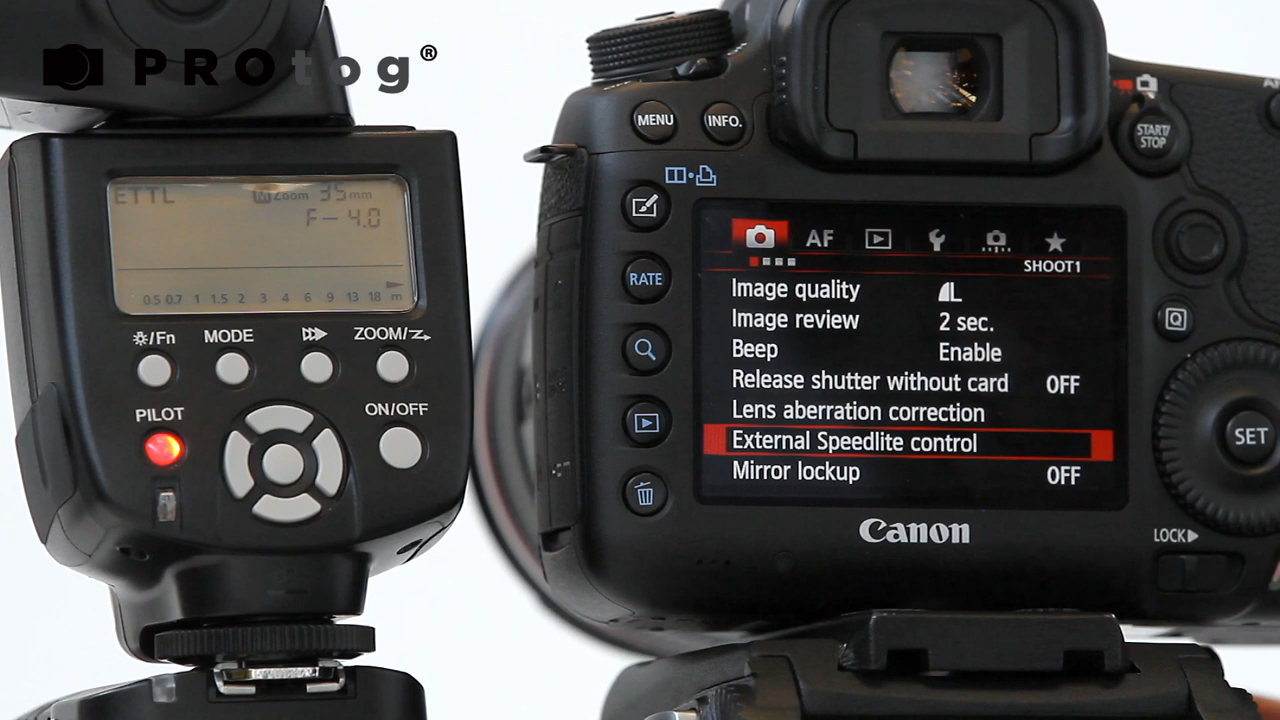 PROtog®
ETTL M Zoom 35mm
F— 4.0
0.5 0.7 1 1.5 2 3 4 6 9 13 18 m
/Fn MODE ZOOM/
PILOT ON/OFF
MENU INFO.
START/
STOP
RATE
AF
SHOOT1
Image quality L
Image review 2 sec.
Beep Enable
Release shutter without card OFF
Lens aberration correction
External Speedlite control
Mirror lockup OFF
Q
SET
Canon
LOCK▶